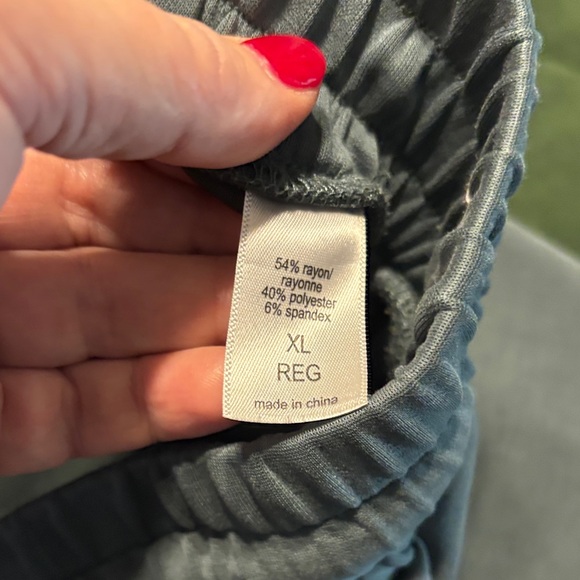 54% rayon/
rayonne
40% polyester
6% spandex
XL
REG
made in china